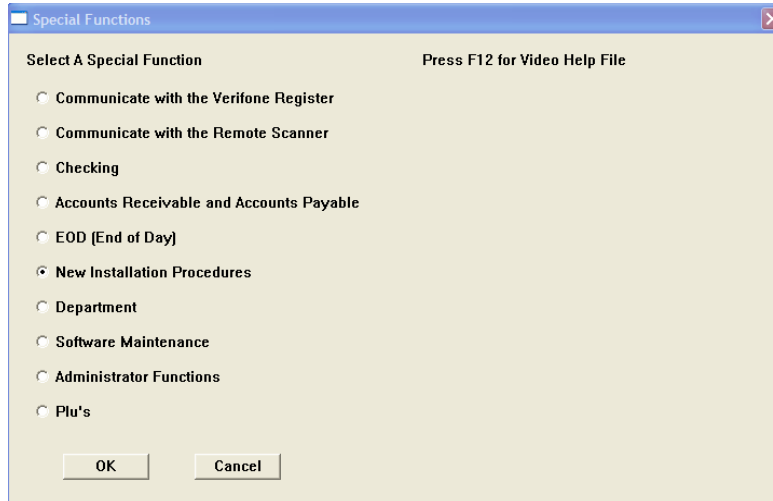 Special Functions
Select A Special Function
Press F12 for Video Help File
Communicate with the Verifone Register
Communicate with the Remote Scanner
Checking
Accounts Receivable and Accounts Payable
EOD (End of Day)
New Installation Procedures
Department
Software Maintenance
Administrator Functions
Plu's
OK
Cancel